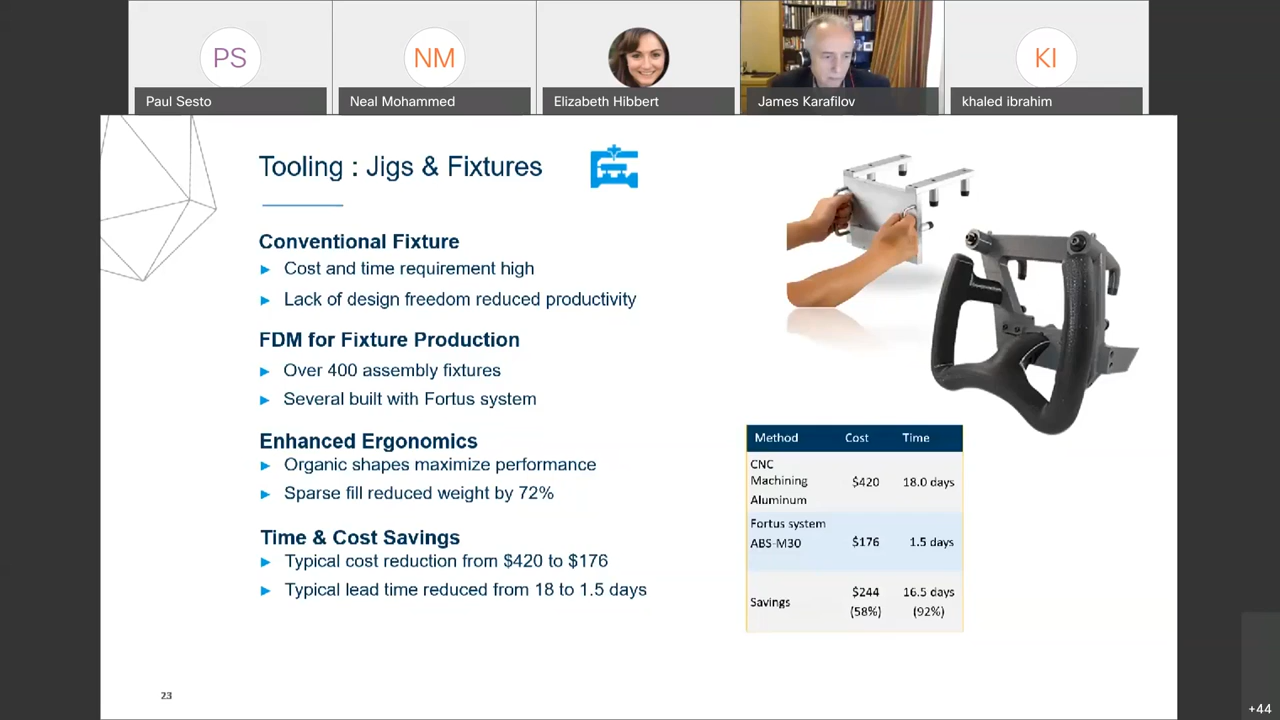 PS
NM
KI
Paul Sesto
Neal Mohammed
Elizabeth Hibbert
James Karafilov
khaled ibrahim
Tooling : Jigs & Fixtures
Conventional Fixture
Cost and time requirement high
Lack of design freedom reduced productivity
FDM for Fixture Production
Over 400 assembly fixtures
Several built with Fortus system
Enhanced Ergonomics
Organic shapes maximize performance
Sparse fill reduced weight by 72%
Time & Cost Savings
Typical cost reduction from $420 to $176
Typical lead time reduced from 18 to 1.5 days
Method Cost Time
CNC
Machining
Aluminum
$420 18.0 days
Fortus system
ABS-M30
$176 1.5 days
Savings
$244 16.5 days
(58%) (92%)
23
+44